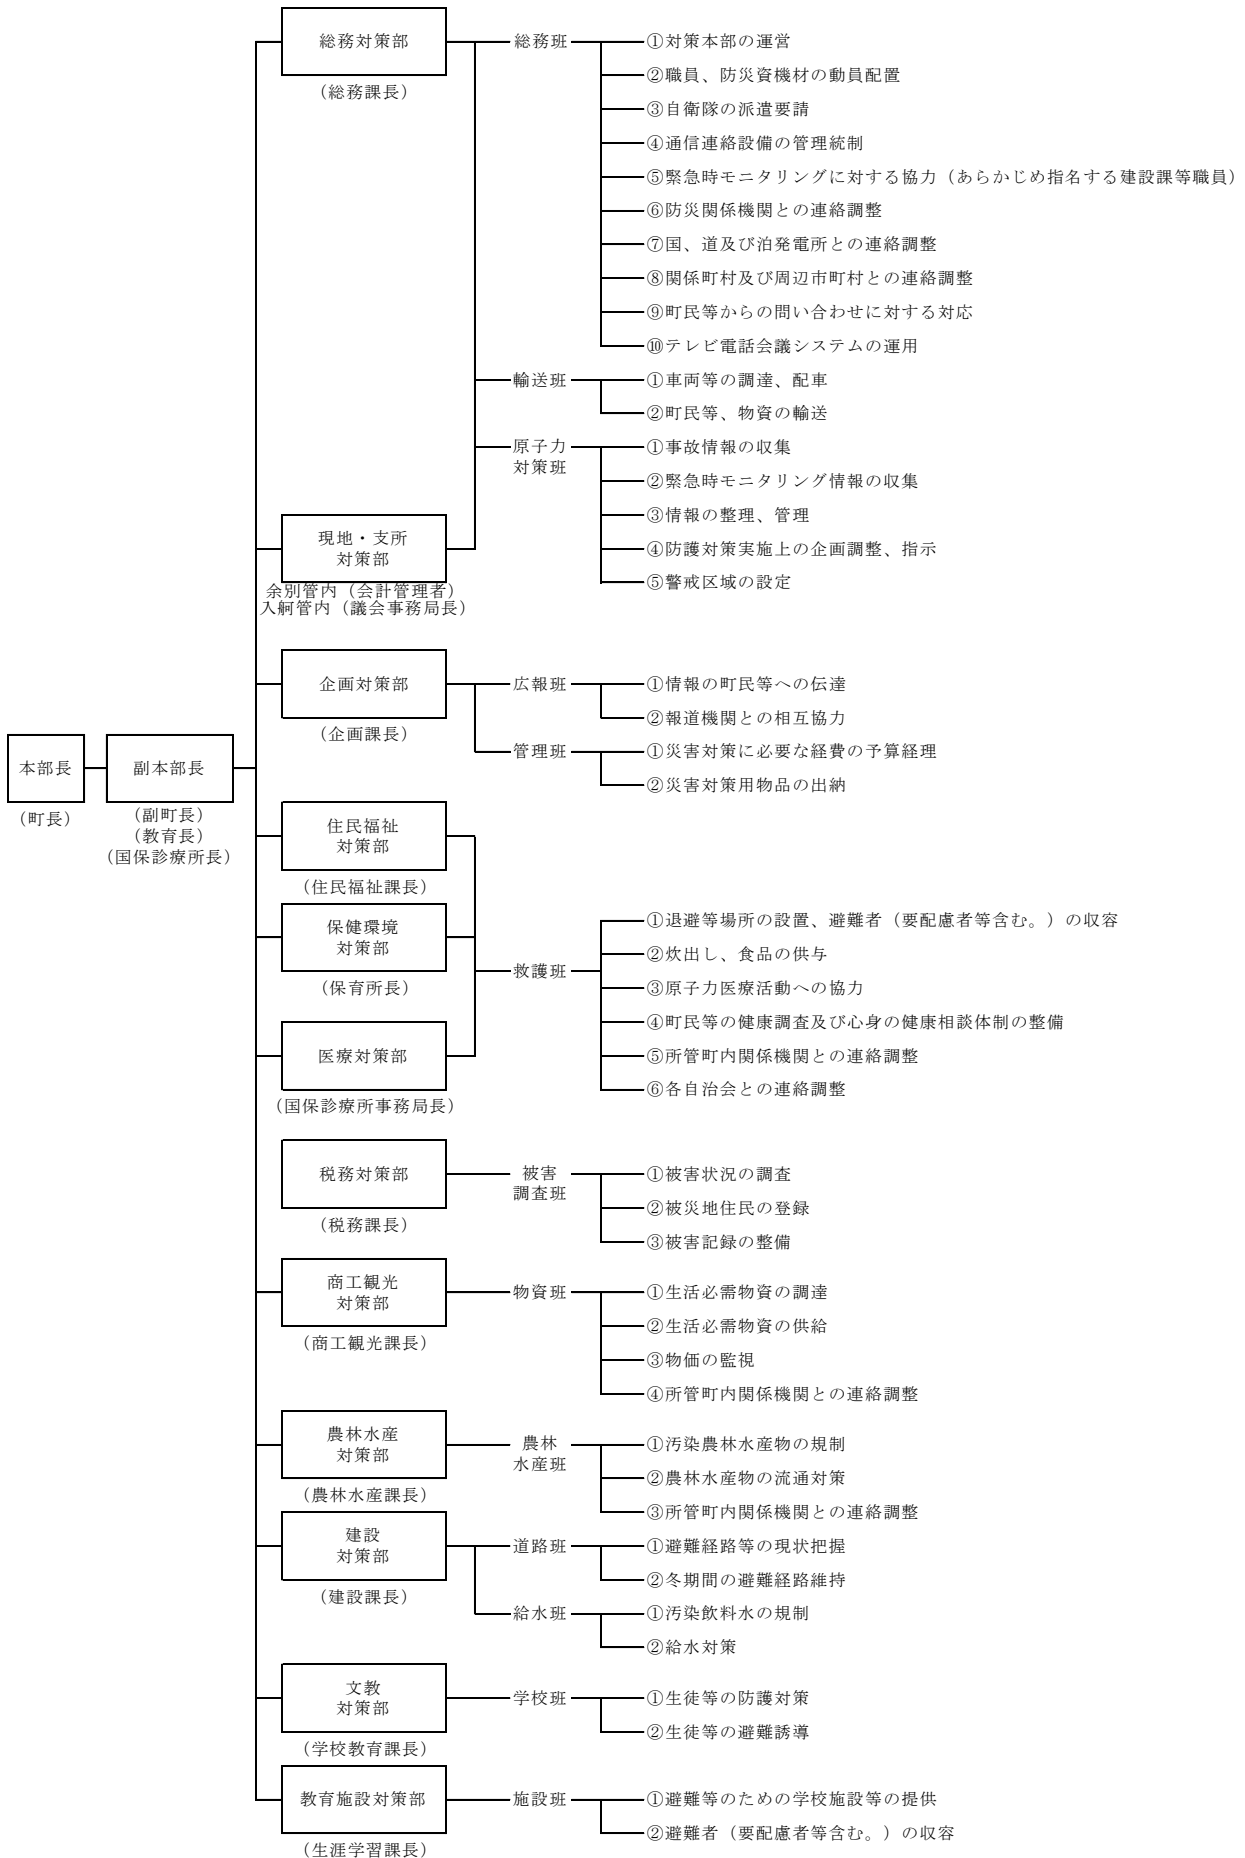 本部長
（町長）
副本部長
（副町長）
（教育長）
（国保診療所長）
総務対策部
（総務課長）
総務班
①対策本部の運営
②職員、防災資機材の動員配置
③自衛隊の派遣要請
④通信連絡設備の管理統制
⑤緊急時モニタリングに対する協力（あらかじめ指名する建設課等職員）
⑥防災関係機関との連絡調整
⑦国、道及び泊発電所との連絡調整
⑧関係町村及び周辺市町村との連絡調整
⑨町民等からの問い合わせに対する対応
⑩テレビ電話会議システムの運用
輸送班
①車両等の調達、配車
②町民等、物資の輸送
原子力
対策班
①事故情報の収集
②緊急時モニタリング情報の収集
③情報の整理、管理
④防護対策実施上の企画調整、指示
⑤警戒区域の設定
現地・支所
対策部
余別管内（会計管理者）
入舸管内（議会事務局長）
企画対策部
（企画課長）
広報班
①情報の町民等への伝達
②報道機関との相互協力
管理班
①災害対策に必要な経費の予算経理
②災害対策用物品の出納
住民福祉
対策部
（住民福祉課長）
保健環境
対策部
（保育所長）
医療対策部
（国保診療所事務局長）
救護班
①退避等場所の設置、避難者（要配慮者等含む。）の収容
②炊出し、食品の供与
③原子力医療活動への協力
④町民等の健康調査及び心身の健康相談体制の整備
⑤所管町内関係機関との連絡調整
⑥各自治会との連絡調整
税務対策部
（税務課長）
被害
調査班
①被害状況の調査
②被災地住民の登録
③被害記録の整備
商工観光
対策部
（商工観光課長）
物資班
①生活必需物資の調達
②生活必需物資の供給
③物価の監視
④所管町内関係機関との連絡調整
農林水産
対策部
（農林水産課長）
農林
水産班
①汚染農林水産物の規制
②農林水産物の流通対策
③所管町内関係機関との連絡調整
建設
対策部
（建設課長）
道路班
①避難経路等の現状把握
②冬期間の避難経路維持
給水班
①汚染飲料水の規制
②給水対策
文教
対策部
（学校教育課長）
学校班
①生徒等の防護対策
②生徒等の避難誘導
教育施設対策部
（生涯学習課長）
施設班
①避難等のための学校施設等の提供
②避難者（要配慮者等含む。）の収容